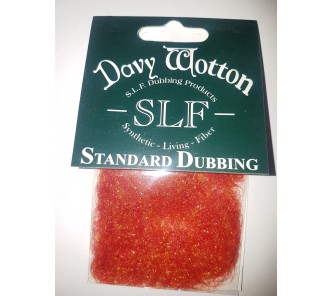 Davy Wotton
S.L.F. Dubbing Products
- SLF -
Synthetic - Living - Fiber
STANDARD DUBBING